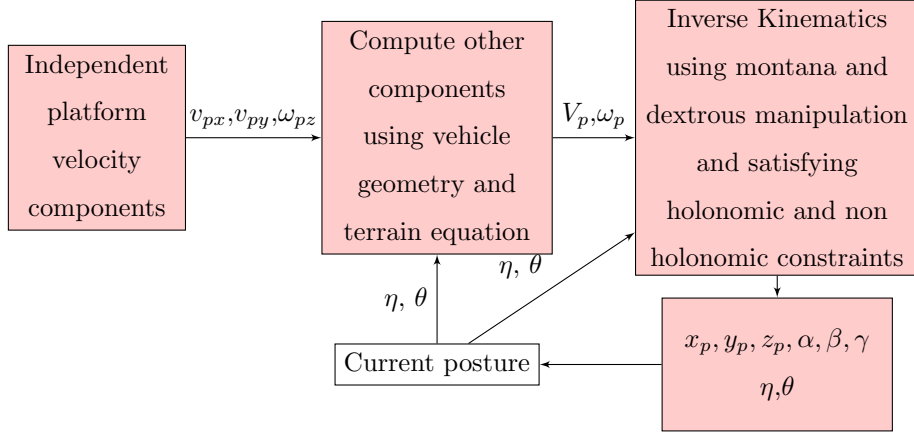 Independent
platform
velocity
components
v_{px},v_{py},ω_{pz}
Compute other
components
using vehicle
geometry and
terrain equation
V_p,ω_p
Inverse Kinematics
using montana and
dextrous manipulation
and satisfying
holonomic and non
holonomic constraints
η, θ
η, θ
Current posture
x_p, y_p, z_p, α, β, γ
η,θ